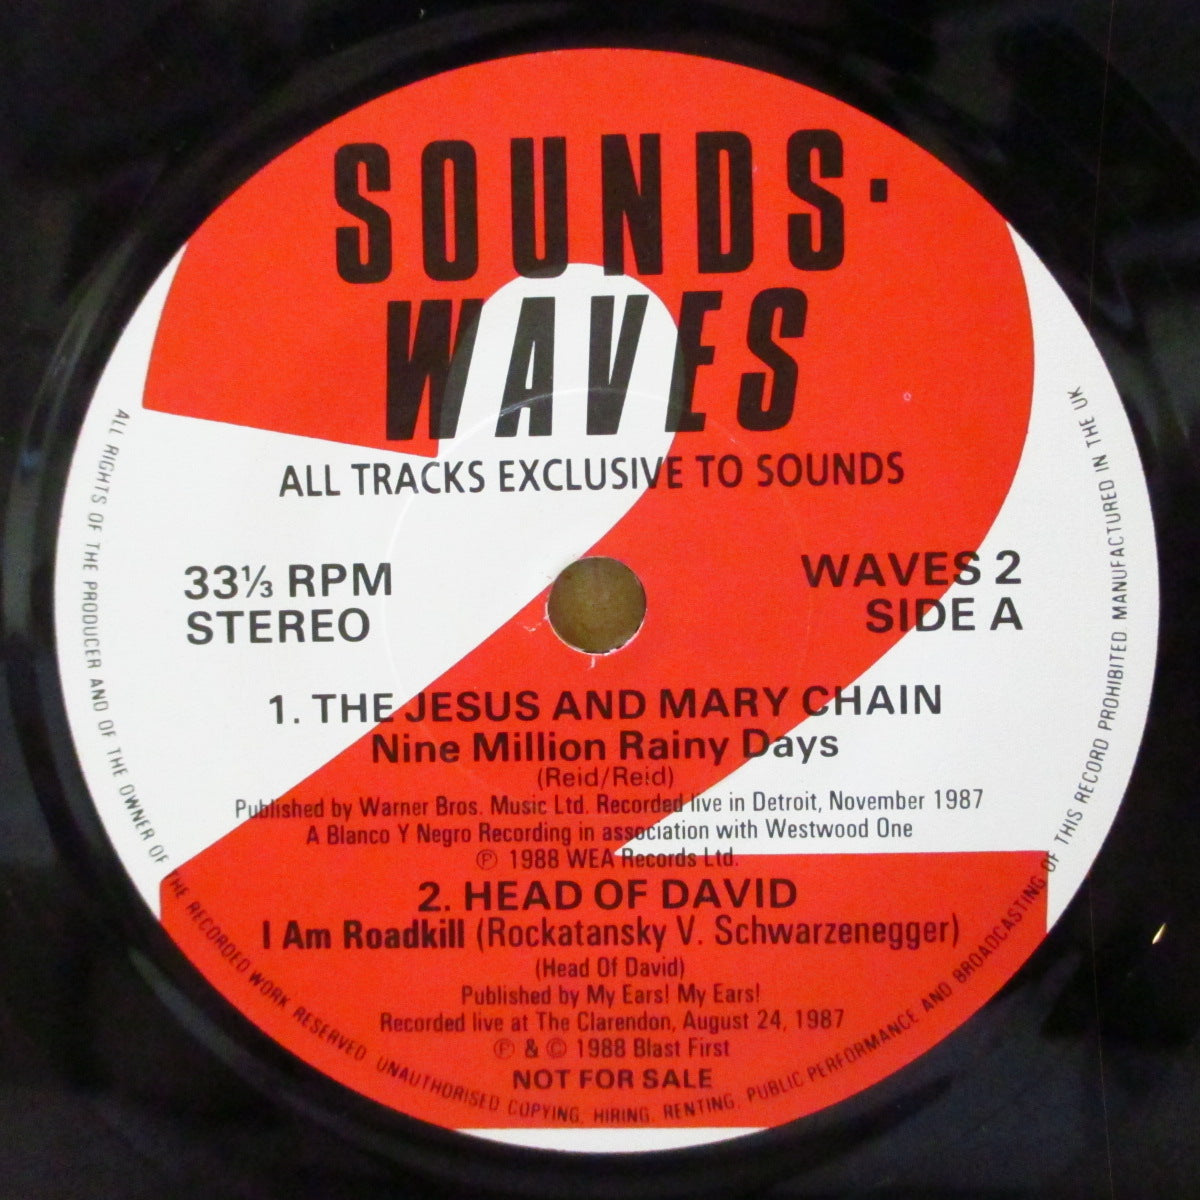 SOUNDS·
WAVES
ALL TRACKS EXCLUSIVE TO SOUNDS
33⅓ RPM
STEREO
WAVES 2
SIDE A
1. THE JESUS AND MARY CHAIN
Nine Million Rainy Days
(Reid/Reid)
Published by Warner Bros. Music Ltd. Recorded live in Detroit, November 1987
A Blanco Y Negro Recording in association with Westwood One
℗ 1988 WEA Records Ltd.
2. HEAD OF DAVID
I Am Roadkill (Rockatansky V. Schwarzenegger)
(Head Of David)
Published by My Ears! My Ears!
Recorded live at The Clarendon, August 24, 1987
℗ & © 1988 Blast First
NOT FOR SALE
ALL RIGHTS OF THE PRODUCER AND OF THE OWNER OF THE RECORDED WORK RESERVED UNAUTHORISED COPYING, HIRING, RENTING, PUBLIC PERFORMANCE AND BROADCASTING OF THIS RECORD PROHIBITED. MANUFACTURED IN THE UK